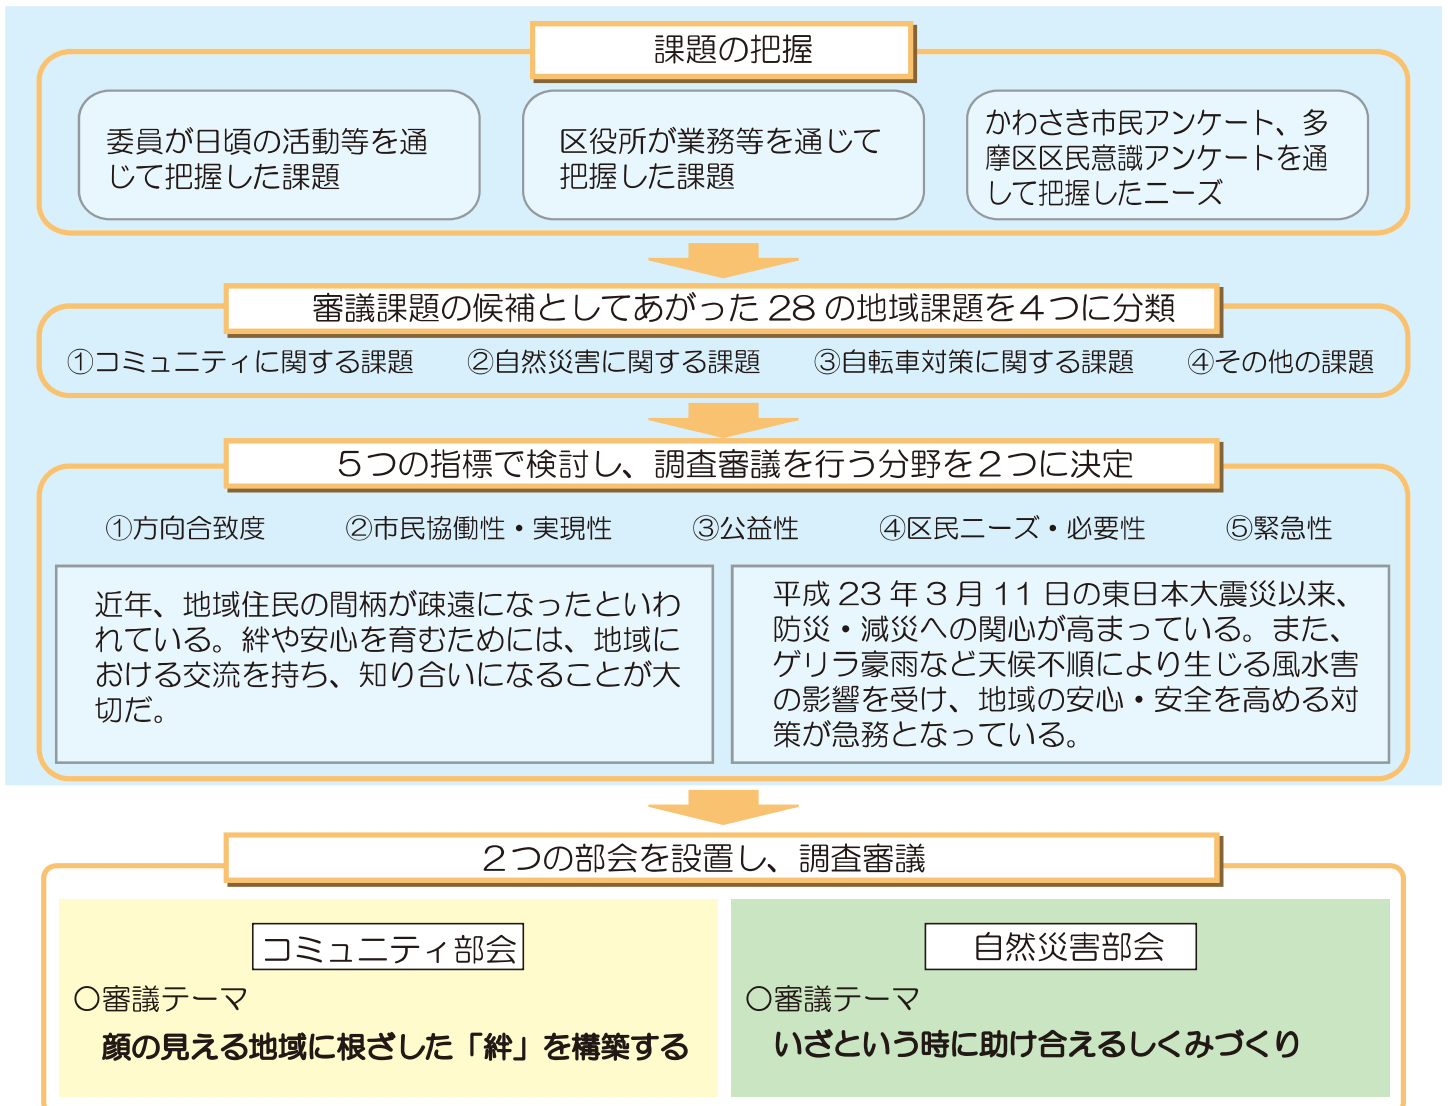 課題の把握
委員が日頃の活動等を通
じて把握した課題
区役所が業務等を通じて
把握した課題
かわさき市民アンケート、多
摩区区民意識アンケートを通
して把握したニーズ
審議課題の候補としてあがった 28 の地域課題を４つに分類
①コミュニティに関する課題 ②自然災害に関する課題 ③自転車対策に関する課題 ④その他の課題
５つの指標で検討し、調査審議を行う分野を２つに決定
①方向合致度 ②市民協働性・実現性 ③公益性 ④区民ニーズ・必要性 ⑤緊急性
近年、地域住民の間柄が疎遠になったといわ
れている。絆や安心を育むためには、地域に
おける交流を持ち、知り合いになることが大
切だ。
平成 23 年 3 月 11 日の東日本大震災以来、
防災・減災への関心が高まっている。また、
ゲリラ豪雨など天候不順により生じる風水害
の影響を受け、地域の安心・安全を高める対
策が急務となっている。
２つの部会を設置し、調査審議
コミュニティ部会
○審議テーマ
顔の見える地域に根ざした「絆」を構築する
自然災害部会
○審議テーマ
いざという時に助け合えるしくみづくり